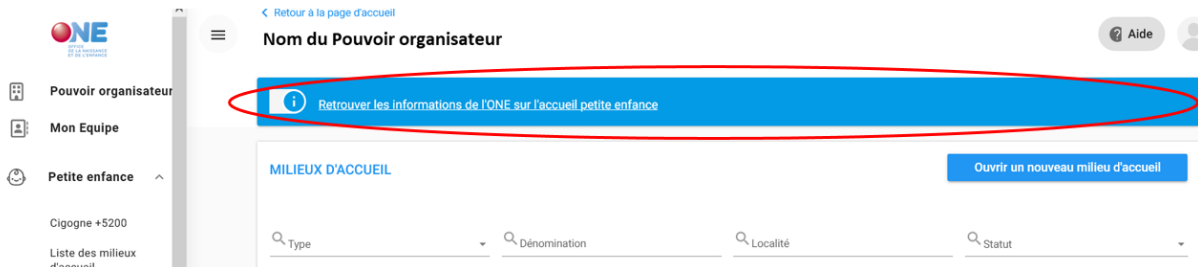 Retour à la page d'accueil
ONE
OFFICE
DE LA NAISSANCE
ET DE L'ENFANCE
Nom du Pouvoir organisateur
Aide
Pouvoir organisateur
Mon Equipe
Petite enfance
Cigogne +5200
Liste des milieux
d'accueil
Retrouver les informations de l'ONE sur l'accueil petite enfance
MILIEUX D'ACCUEIL
Ouvrir un nouveau milieu d'accueil
Type
Dénomination
Localité
Statut